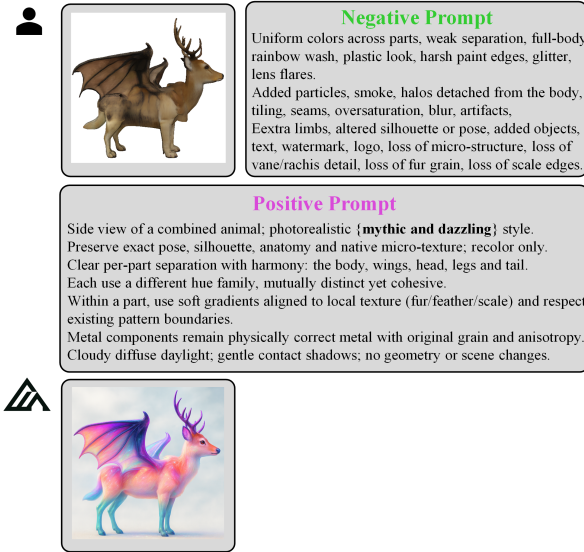 Negative Prompt
Uniform colors across parts, weak separation, full-body
rainbow wash, plastic look, harsh paint edges, glitter,
lens flares.
Added particles, smoke, halos detached from the body,
tiling, seams, oversaturation, blur, artifacts,
Eextra limbs, altered silhouette or pose, added objects,
text, watermark, logo, loss of micro-structure, loss of
vane/rachis detail, loss of fur grain, loss of scale edges.
Positive Prompt
Side view of a combined animal; photorealistic {mythic and dazzling} style.
Preserve exact pose, silhouette, anatomy and native micro-texture; recolor only.
Clear per-part separation with harmony: the body, wings, head, legs and tail.
Each use a different hue family, mutually distinct yet cohesive.
Within a part, use soft gradients aligned to local texture (fur/feather/scale) and respect
existing pattern boundaries.
Metal components remain physically correct metal with original grain and anisotropy.
Cloudy diffuse daylight; gentle contact shadows; no geometry or scene changes.